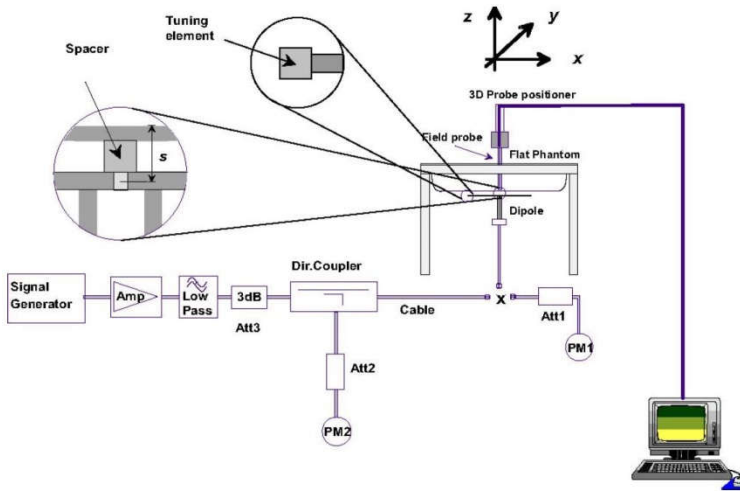 Tuning
element
Spacer
s
z
y
x
3D Probe positioner
Field probe
Flat Phantom
Dipole
Dir.Coupler
Signal
Generator
Amp
Low
Pass
3dB
Att3
Cable
x
Att1
PM1
Att2
PM2